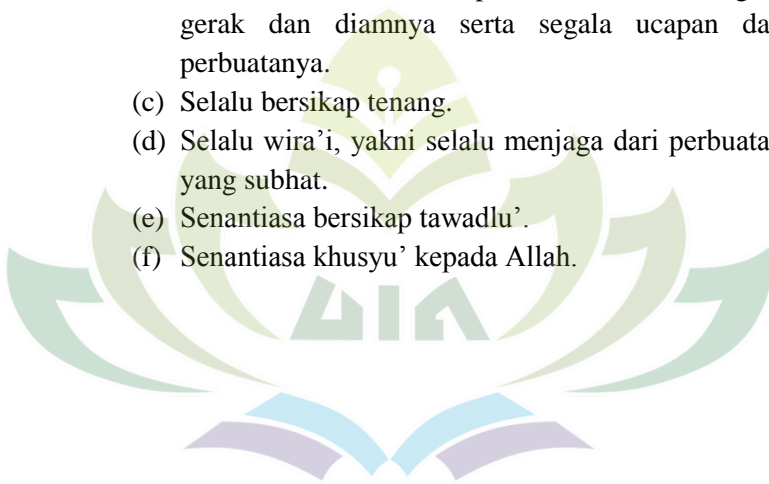 gerak dan diamnya serta segala ucapan da
perbuatanya.
(c) Selalu bersikap tenang.
(d) Selalu wira’i, yakni selalu menjaga dari perbuata
yang subhat.
(e) Senantiasa bersikap tawadlu’.
(f) Senantiasa khusyu’ kepada Allah.